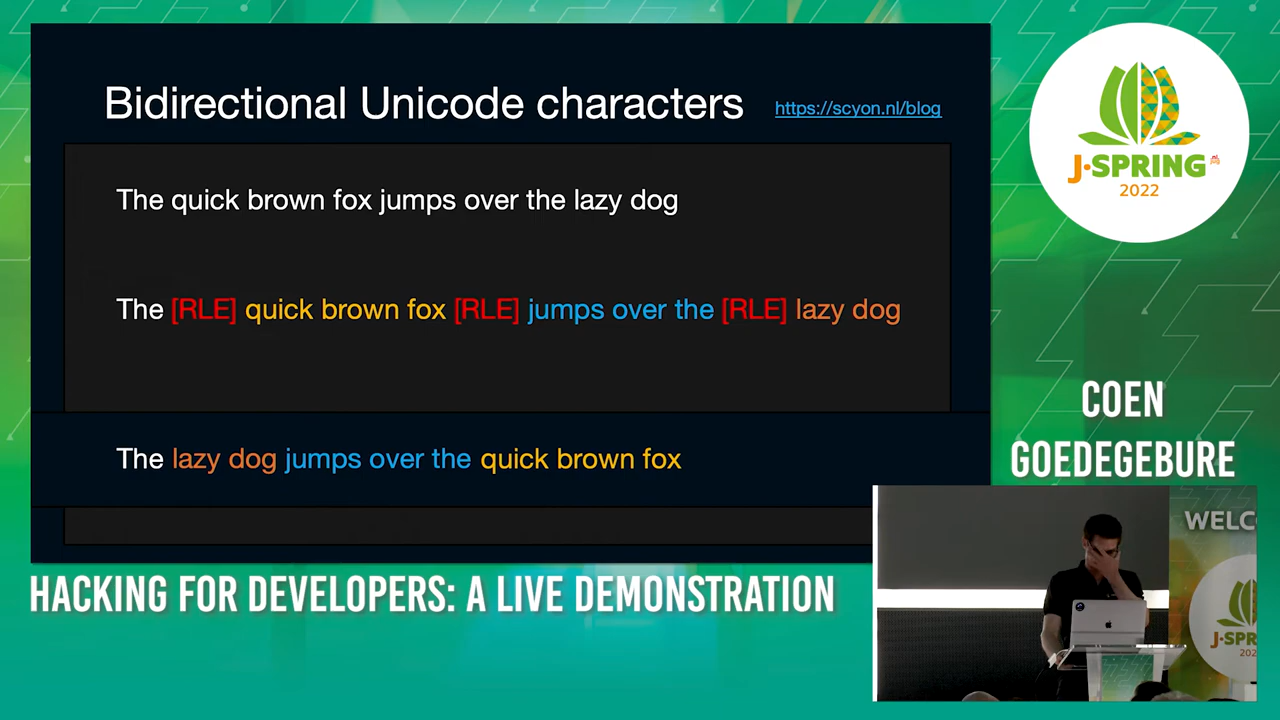 Bidirectional Unicode characters
https://scyon.nl/blog
The quick brown fox jumps over the lazy dog
The [RLE] quick brown fox [RLE] jumps over the [RLE] lazy dog
The lazy dog jumps over the quick brown fox
J·SPRING
2022
COEN
GOEDEGEBURE
HACKING FOR DEVELOPERS: A LIVE DEMONSTRATION
WELC
J·SPR
202